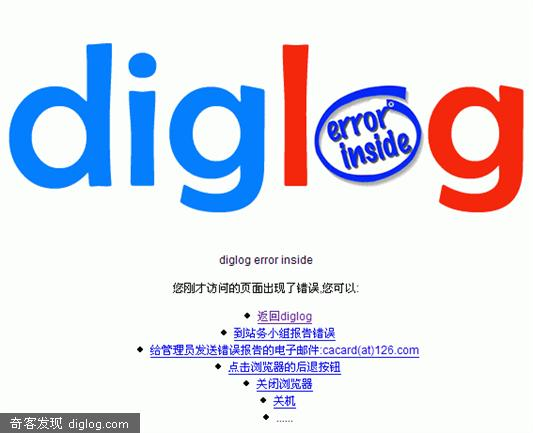 diglog
error
inside
diglog error inside
您刚才访问的页面出现了错误,您可以:
返回diglog
到站务小组报告错误
给管理员发送错误报告的电子邮件:cacard(at)126.com
点击浏览器的后退按钮
关闭浏览器
关机
......
奇客发现 diglog.com